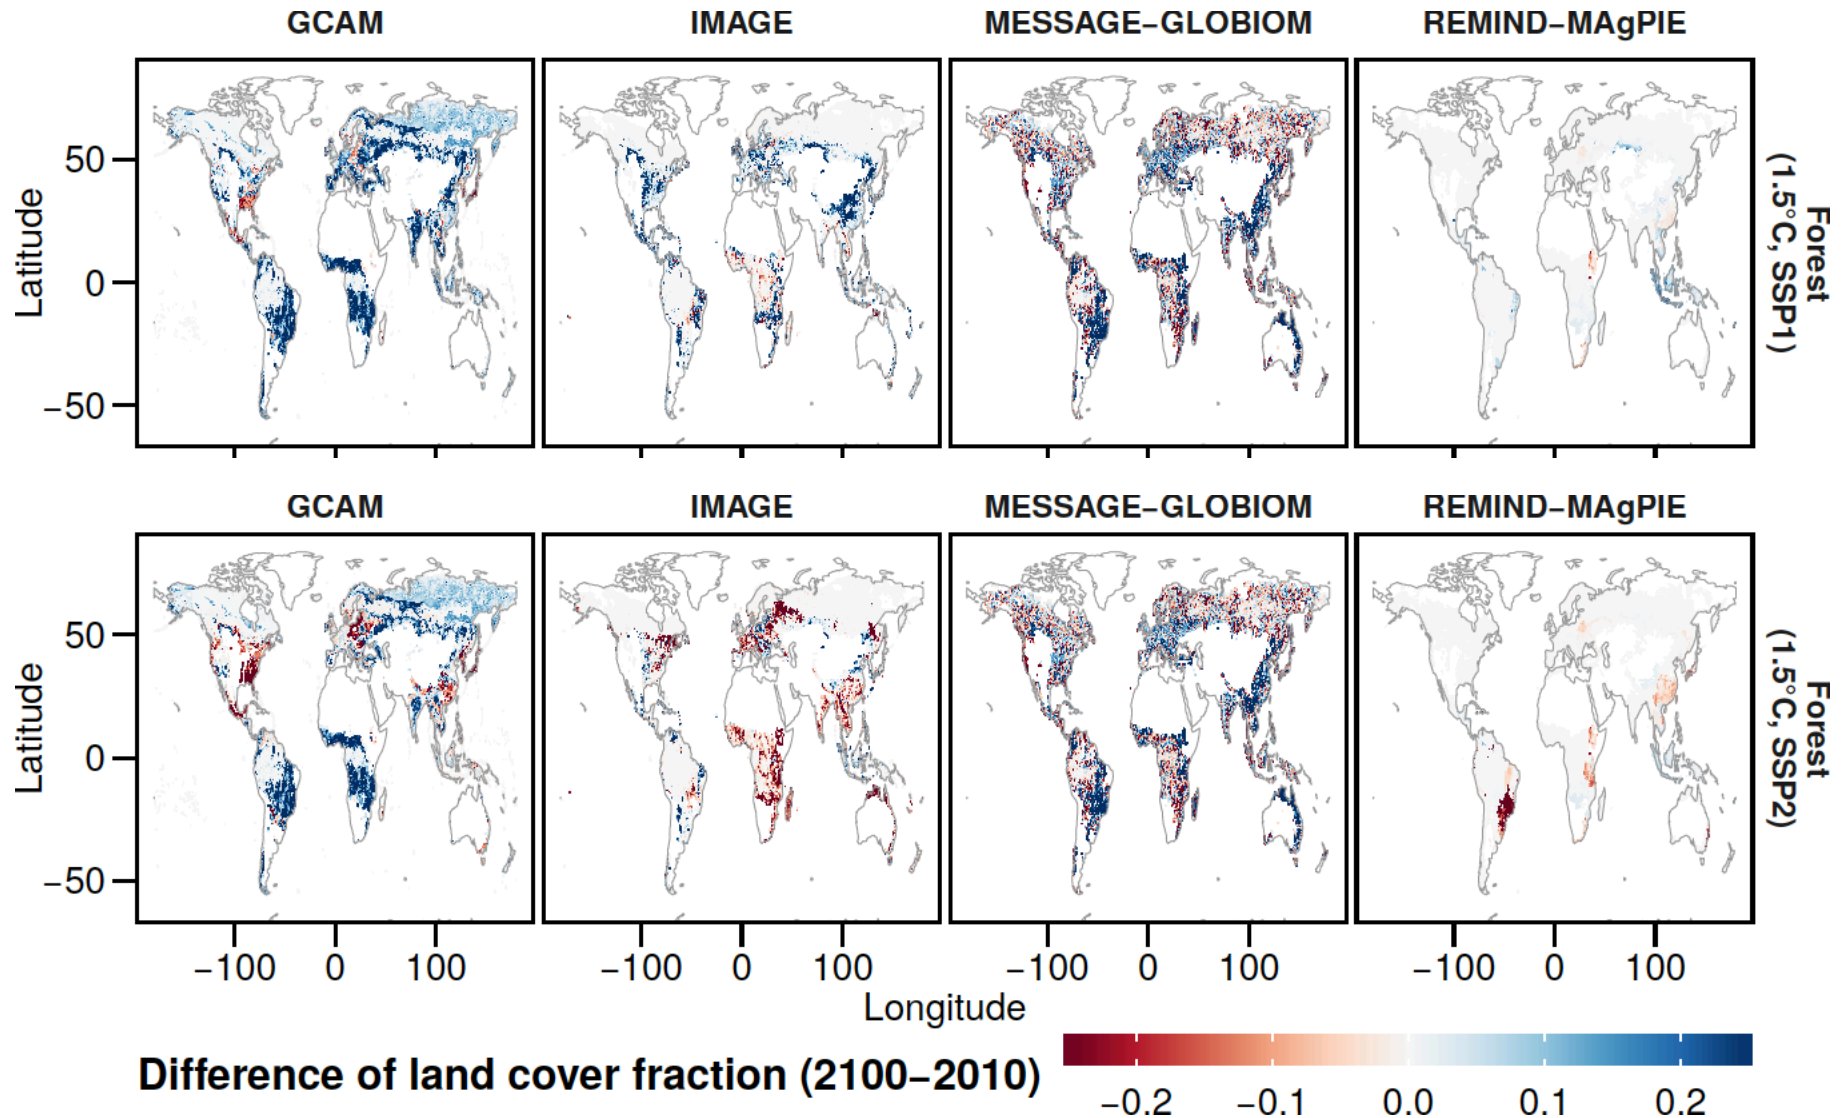 GCAM IMAGE MESSAGE−GLOBIOM REMIND−MAgPIE
50
0
−50
Latitude
Forest
(1.5°C, SSP1)
GCAM IMAGE MESSAGE−GLOBIOM REMIND−MAgPIE
50
0
−50
Latitude
Forest
(1.5°C, SSP2)
−100 0 100 −100 0 100 −100 0 100 −100 0 100
Longitude
Difference of land cover fraction (2100−2010)
−0.2 −0.1 0.0 0.1 0.2